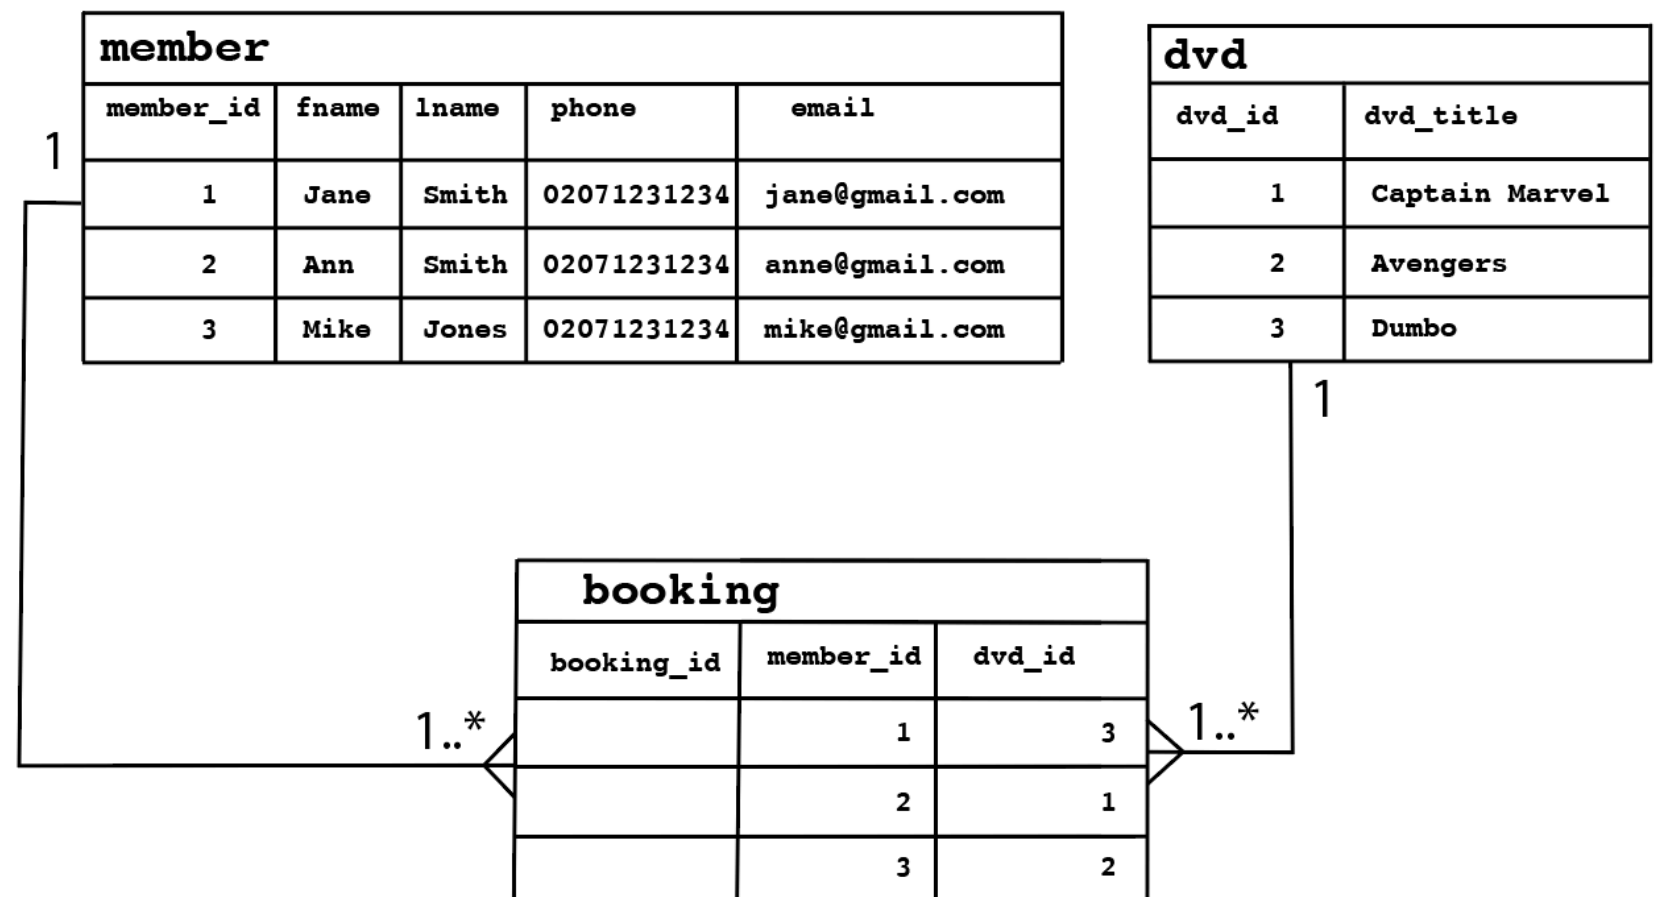 member
member_id fname lname phone email
1 Jane Smith 02071231234 jane@gmail.com
2 Ann Smith 02071231234 anne@gmail.com
3 Mike Jones 02071231234 mike@gmail.com
1
dvd
dvd_id dvd_title
1 Captain Marvel
2 Avengers
3 Dumbo
1
booking
booking_id member_id dvd_id
1 3
2 1
3 2
1..*
1..*